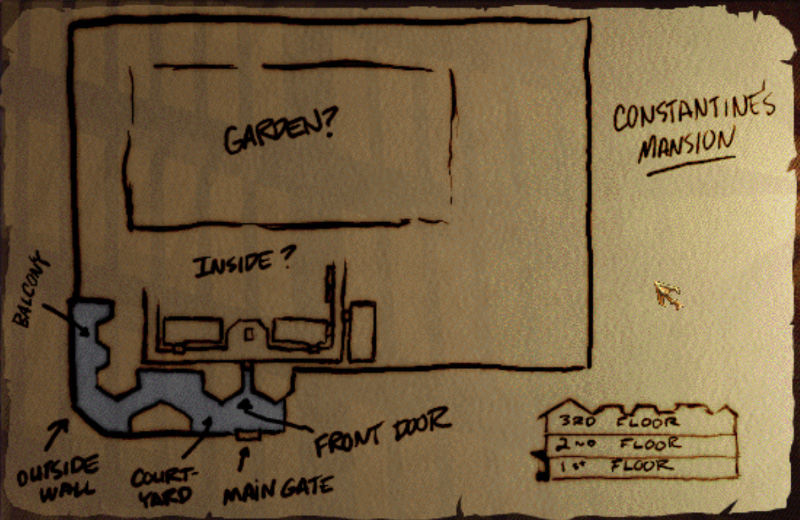 CONSTANTINE'S
MANSION
GARDEN?
INSIDE?
BALCONY
FRONT DOOR
OUTSIDE
WALL
COURT-
YARD
MAIN GATE
3RD FLOOR
2ND FLOOR
1st FLOOR